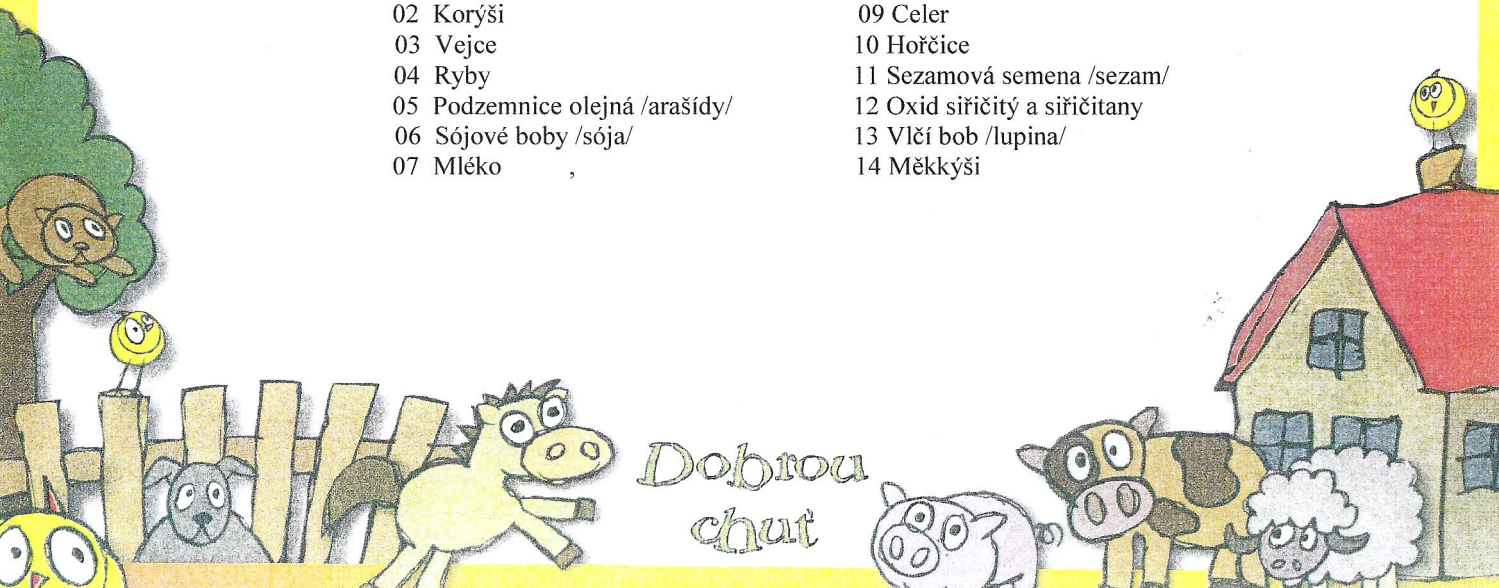 02 Korýši
03 Vejce
04 Ryby
05 Podzemnice olejná /arašídy/
06 Sójové boby /sója/
07 Mléko ,
09 Celer
10 Hořčice
11 Sezamová semena /sezam/
12 Oxid siřičitý a siřičitany
13 Vlčí bob /lupina/
14 Měkkýši
Dobrou
chuť